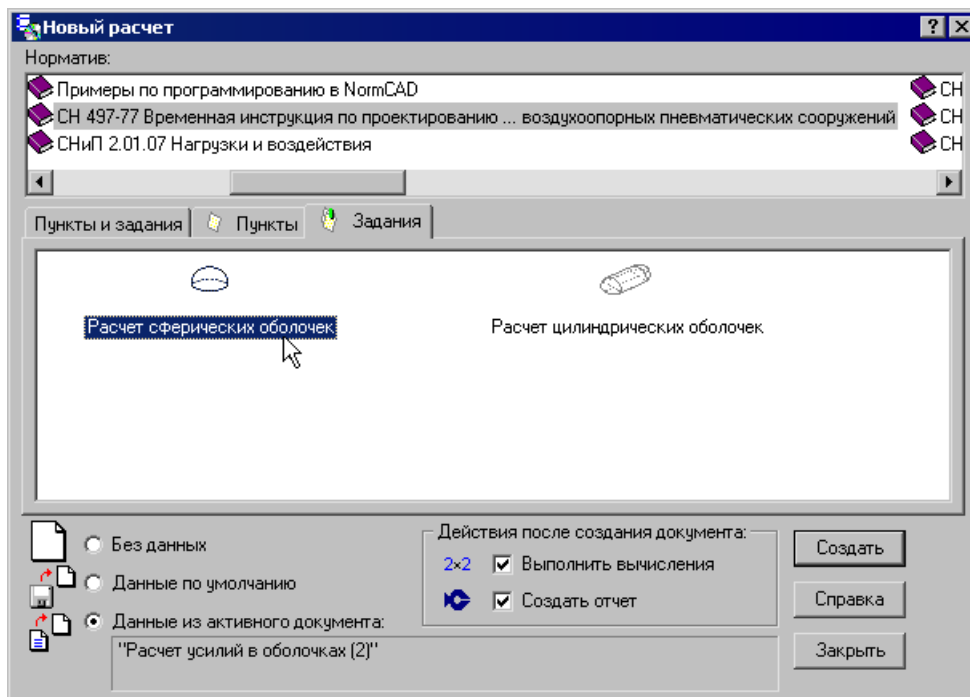 Новый расчет
Норматив:
Примеры по программированию в NormCAD СН
СН 497-77 Временная инструкция по проектированию ... воздухоопорных пневматических сооружений СН
СНиП 2.01.07 Нагрузки и воздействия СН
Пункты и задания Пункты Задания
Расчет сферических оболочек Расчет цилиндрических оболочек
Действия после создания документа:
Без данных 2×2 Выполнить вычисления Создать
Данные по умолчанию Создать отчет Справка
Данные из активного документа:
"Расчет усилий в оболочках (2)" Закрыть